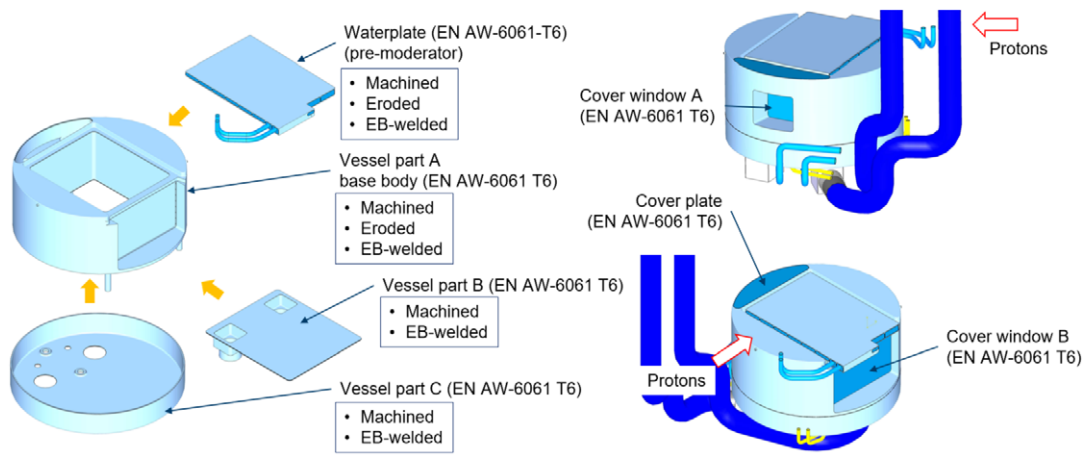 Waterplate (EN AW-6061-T6)
(pre-moderator)
• Machined
• Eroded
• EB-welded
Vessel part A
base body (EN AW-6061 T6)
• Machined
• Eroded
• EB-welded
Vessel part B (EN AW-6061 T6)
• Machined
• EB-welded
Vessel part C (EN AW-6061 T6)
• Machined
• EB-welded
Protons
Cover window A
(EN AW-6061 T6)
Cover plate
(EN AW-6061 T6)
Cover window B
(EN AW-6061 T6)
Protons